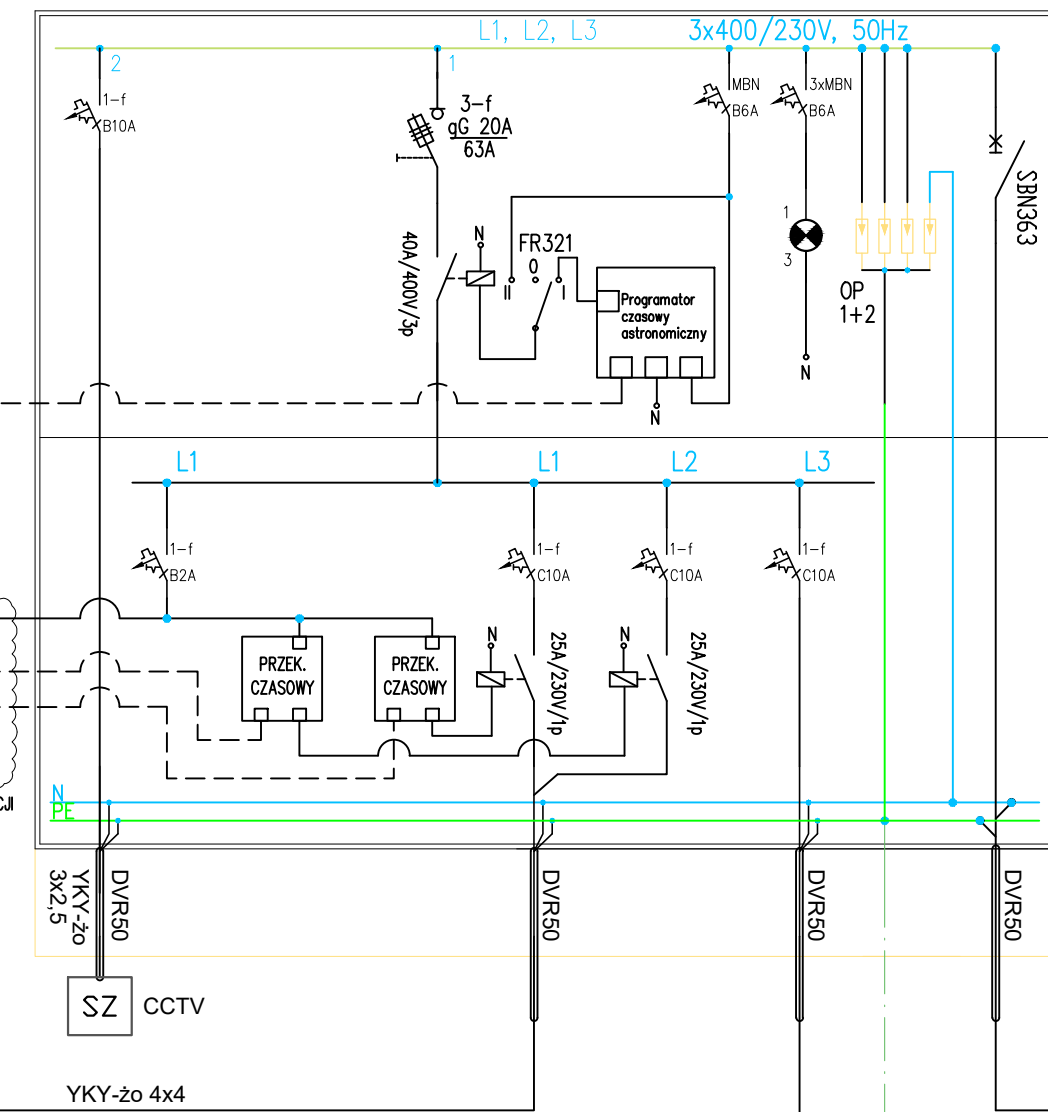 L1, L2, L3
3x400/230V, 50Hz
2
1
1-f
B10A
3-f
gG 20A
63A
MBN
B6A
3xMBN
B6A
SBN363
40A/400V/3p
N
FR321
0
II
I
1
3
Programator
czasowy
astronomiczny
OP
1+2
N
N
L1
L1
L2
L3
1-f
B2A
1-f
C10A
1-f
C10A
1-f
C10A
PRZEK.
CZASOWY
PRZEK.
CZASOWY
N
25A/230V/1p
N
25A/230V/1p
CJI
N
PE
YKY-żo
3x2,5
DVR50
DVR50
DVR50
DVR50
SZ
CCTV
YKY-żo 4x4